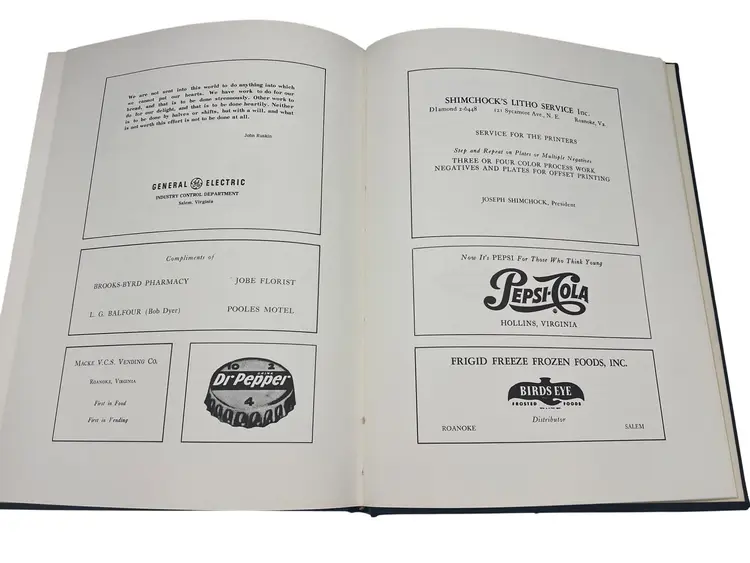 We are not sent into this world to do anything into which
we cannot put our hearts. We have work to do for our
bread, and that is to be done strenuously. Other work to
do for our delight, and that is to be done heartily. Neither
is to be done by halves or shifts, but with a will, and what
is not worth this effort is not to be done at all.
John Ruskin
GENERAL GE ELECTRIC
INDUSTRY CONTROL DEPARTMENT
Salem, Virginia
Compliments of
BROOKS-BYRD PHARMACY
JOBE FLORIST
L. G. BALFOUR (Bob Dyer)
POOLES MOTEL
MACKE V.C.S. VENDING CO.
ROANOKE, VIRGINIA
First in Food
First in Vending
10 2
DRINK
Dr Pepper
4
SHIMCHOCK'S LITHO SERVICE INC.
DIamond 2-6448 121 Sycamore Ave., N. E. Roanoke, Va.
SERVICE FOR THE PRINTERS
Step and Repeat on Plates or Multiple Negatives
THREE OR FOUR COLOR PROCESS WORK
NEGATIVES AND PLATES FOR OFFSET PRINTING
JOSEPH SHIMCHOCK, President
Now It's PEPSI For Those Who Think Young
PEPSI-COLA
HOLLINS, VIRGINIA
FRIGID FREEZE FROZEN FOODS, INC.
BIRDS EYE
FROSTED FOODS
Distributor
ROANOKE SALEM